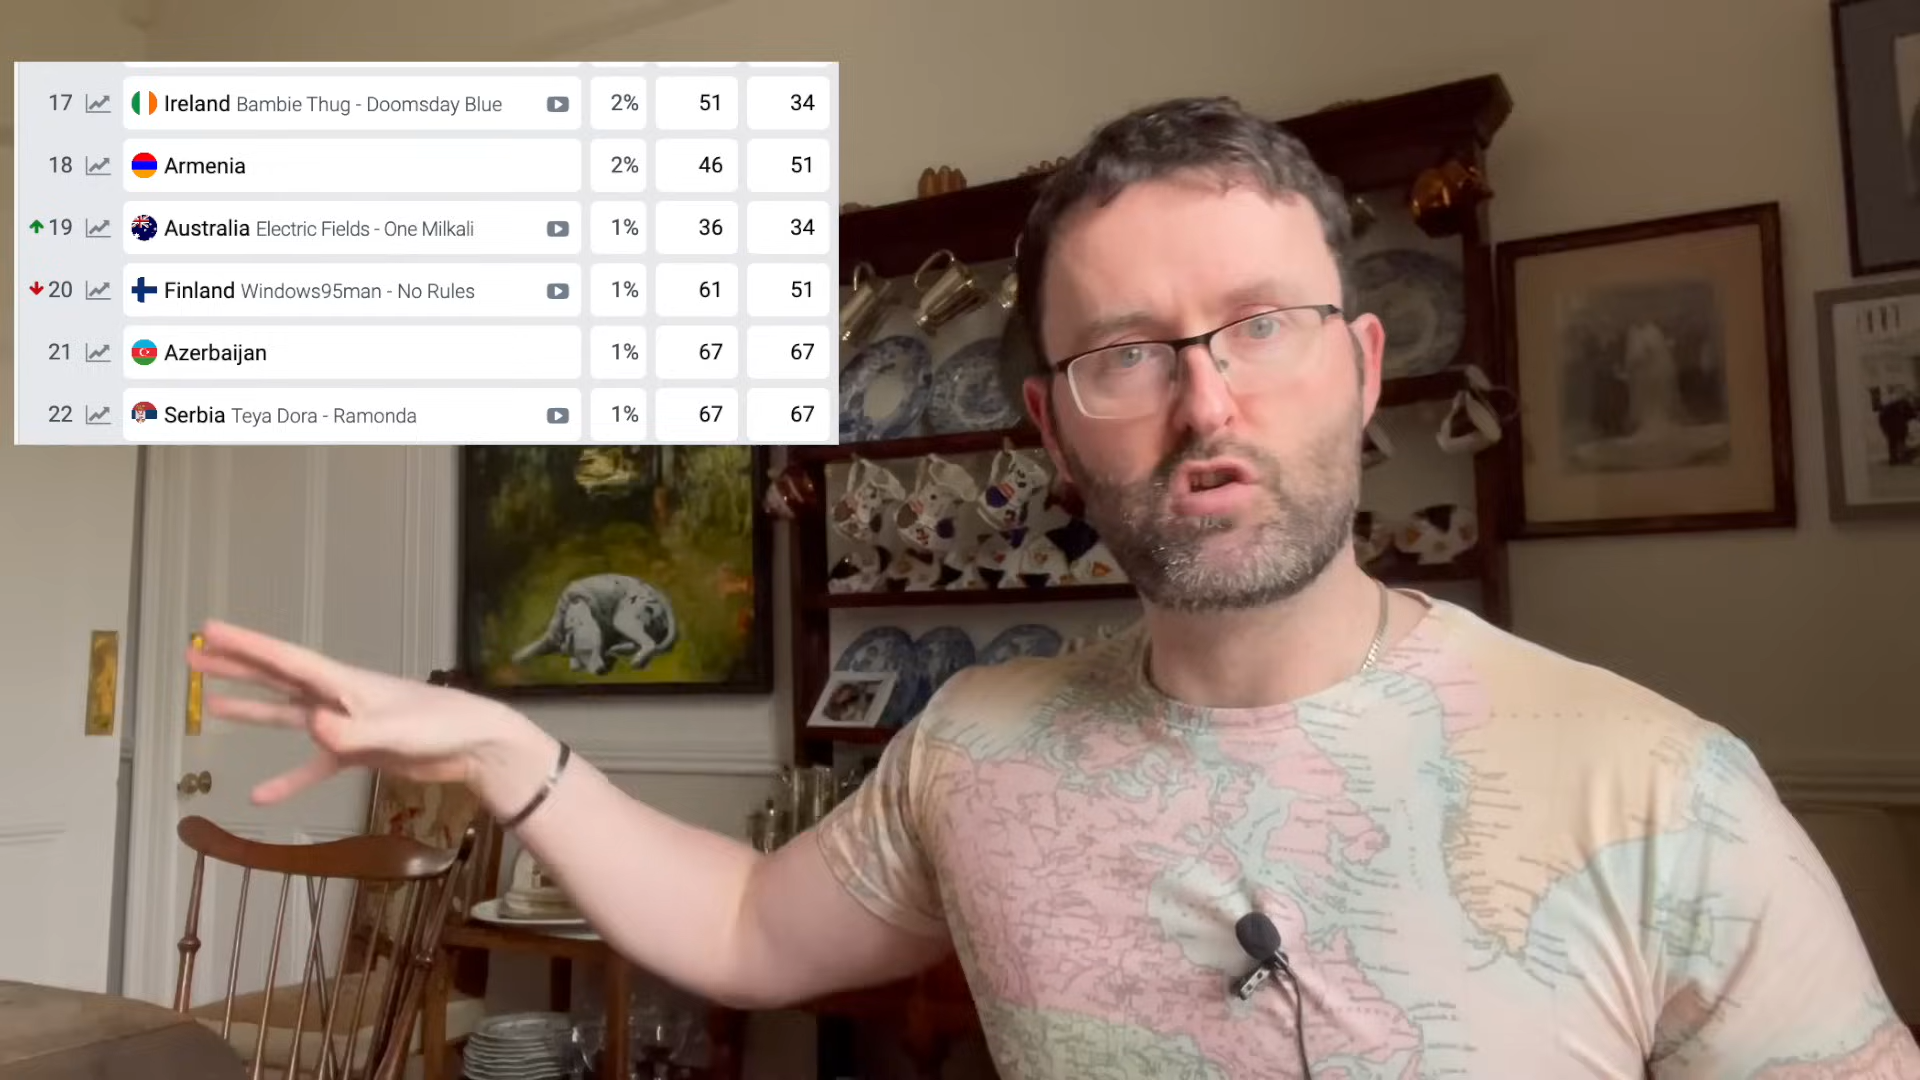 17 Ireland Bambie Thug - Doomsday Blue 2% 51 34
18 Armenia 2% 46 51
19 Australia Electric Fields - One Milkali 1% 36 34
20 Finland Windows95man - No Rules 1% 61 51
21 Azerbaijan 1% 67 67
22 Serbia Teya Dora - Ramonda 1% 67 67